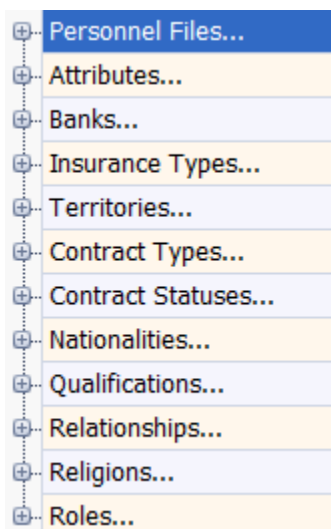 Personnel Files...
Attributes...
Banks...
Insurance Types...
Territories...
Contract Types...
Contract Statuses...
Nationalities...
Qualifications...
Relationships...
Religions...
Roles...